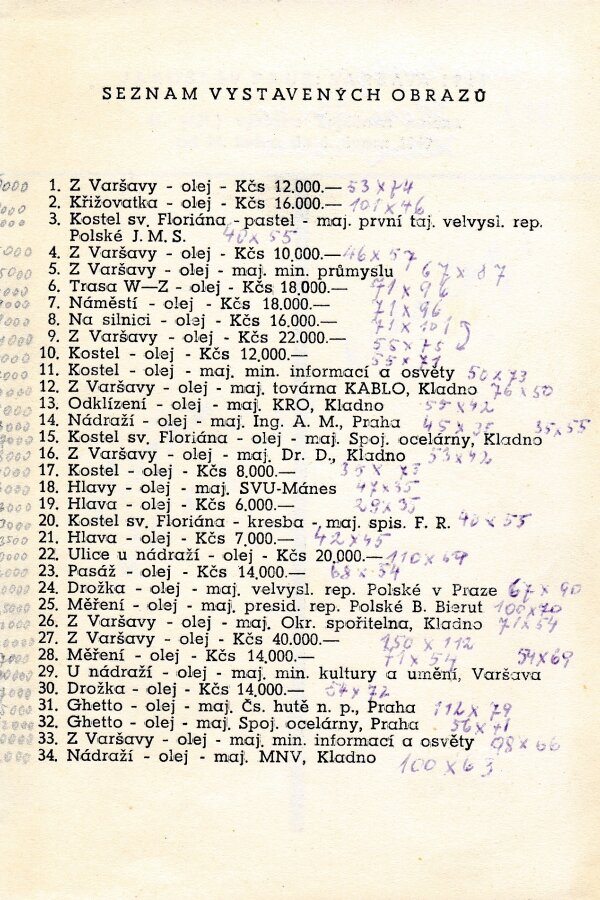 SEZNAM VYSTAVENÝCH OBRAZŮ
1. Z Varšavy - olej - Kčs 12.000.— 53 x 74
2. Křižovatka - olej - Kčs 16.000.— 101 x 46
3. Kostel sv. Floriána - pastel - maj. první taj. velvysl. rep.
Polské J. M. S. 40 x 55
4. Z Varšavy - olej - Kčs 10,000.— 46 x 57
5. Z Varšavy - olej - maj. min. průmyslu 67 x 87
6. Trasa W—Z - olej - Kčs 18,000.— 71 x 96
7. Náměstí - olej - Kčs 18.000.— 71 x 96
8. Na silnici - olej - Kčs 16.000.— 71 x 101
9. Z Varšavy - olej - Kčs 22.000.— 55 x 75
10. Kostel - olej - Kčs 12.000.— 55 x 71
11. Kostel - olej - maj. min. informací a osvěty 50 x 73
12. Z Varšavy - olej - maj. továrna KABLO, Kladno 76 x 50
13. Odklízení - olej - maj. KRO, Kladno 55 x 42
14. Nádraží - olej - maj. Ing. A. M., Praha 45 x 35 35 x 55
15. Kostel sv. Floriána - olej - maj. Spoj. ocelárny, Kladno
16. Z Varšavy - olej - maj. Dr. D., Kladno 53 x 42
17. Kostel - olej - Kčs 8,000.—
18. Hlavy - olej - maj. SVU-Mánes 47 x 35
19. Hlava - olej - Kčs 6.000.— 29 x 35
20. Kostel sv. Floriána - kresba - maj. spis. F. R. 40 x 55
21. Hlava - olej - Kčs 7,000.— 42 x 45
22. Ulice u nádraží - olej - Kčs 20,000.— 110 x 69
23. Pasáž - olej - Kčs 14,000.— 68 x 54
24. Drožka - olej - maj. velvysl. rep. Polské v Praze 67 x 90
25. Měření - olej - maj. presid. rep. Polské B. Bierut 100 x 70
26. Z Varšavy - olej - maj. Okr. spořitelna, Kladno 71 x 54
27. Z Varšavy - olej - Kčs 40.000.— 150 x 112
28. Měření - olej - Kčs 14,000.— 71 x 54 54 x 69
29. U nádraží - olej - maj. min. kultury a umění, Varšava
30. Drožka - olej - Kčs 14,000.— 54 x 72
31. Ghetto - olej - maj. Čs. hutě n. p., Praha 112 x 79
32. Ghetto - olej - maj. Spoj. ocelárny, Praha 56 x 71
33. Z Varšavy - olej - maj. min. informací a osvěty 98 x 66
34. Nádraží - olej - maj. MNV, Kladno 100 x 63